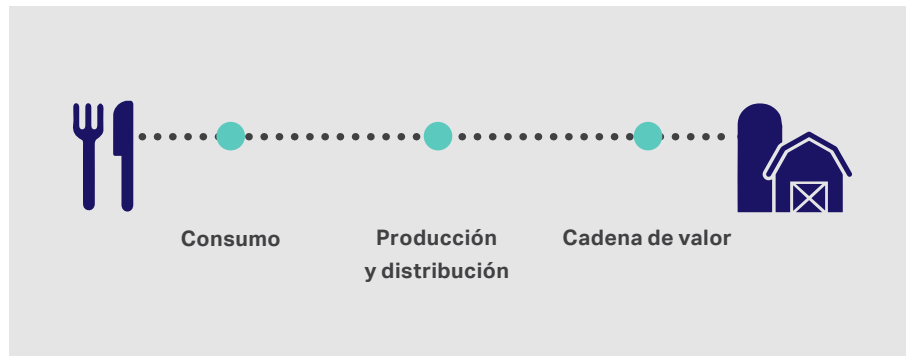 Consumo
Producción
y distribución
Cadena de valor